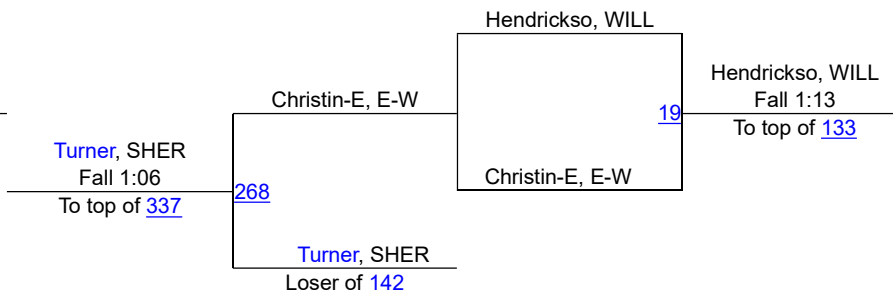 Hendrickso, WILL
Hendrickso, WILL
Fall 1:13
Christin-E, E-W
19
To top of 133
Turner, SHER
Fall 1:06
Christin-E, E-W
268
To top of 337
Turner, SHER
Loser of 142